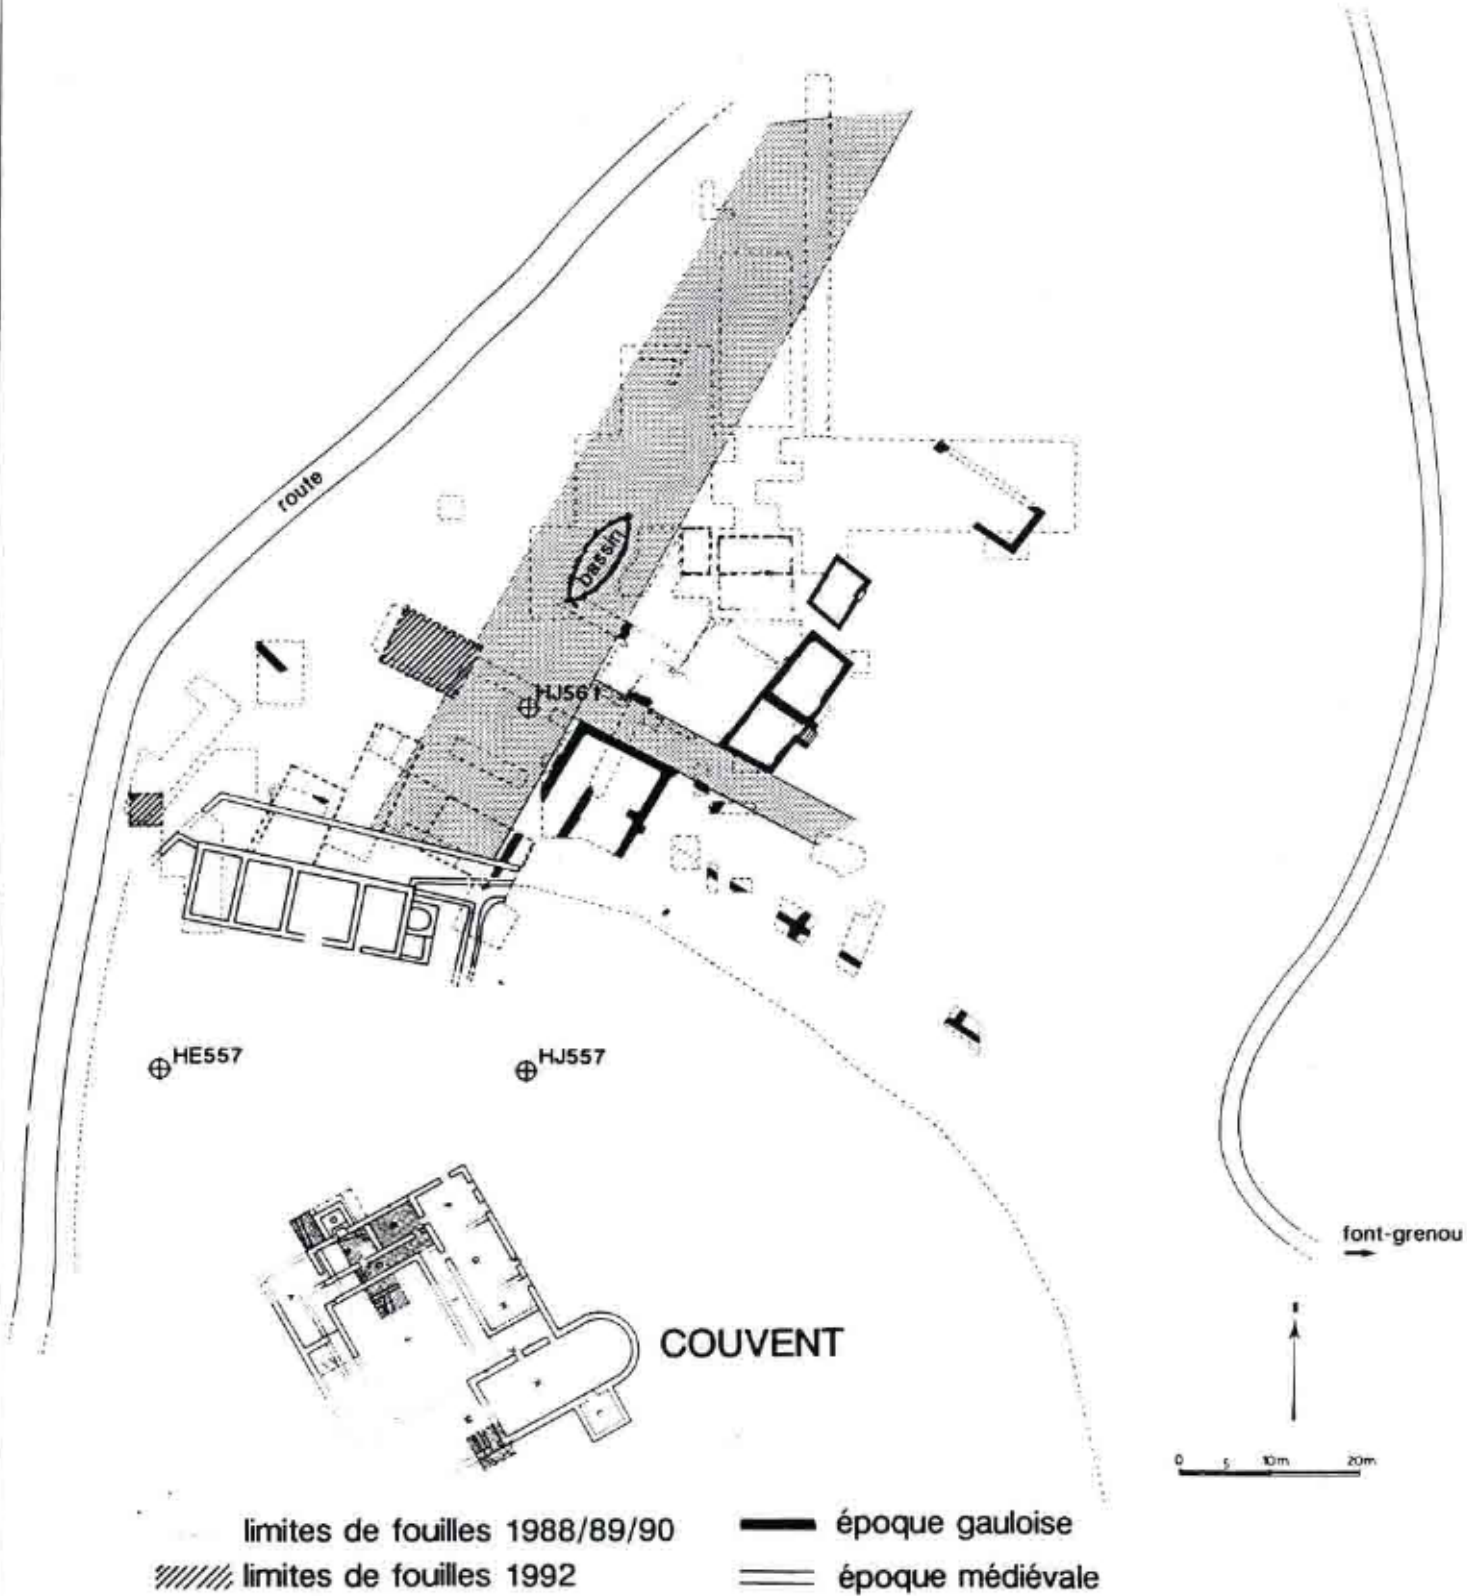 route
bassin
HJ561
HE557
HJ557
font-grenou
COUVENT
0 5 10m 20m
limites de fouilles 1988/89/90
limites de fouilles 1992
époque gauloise
époque médiévale